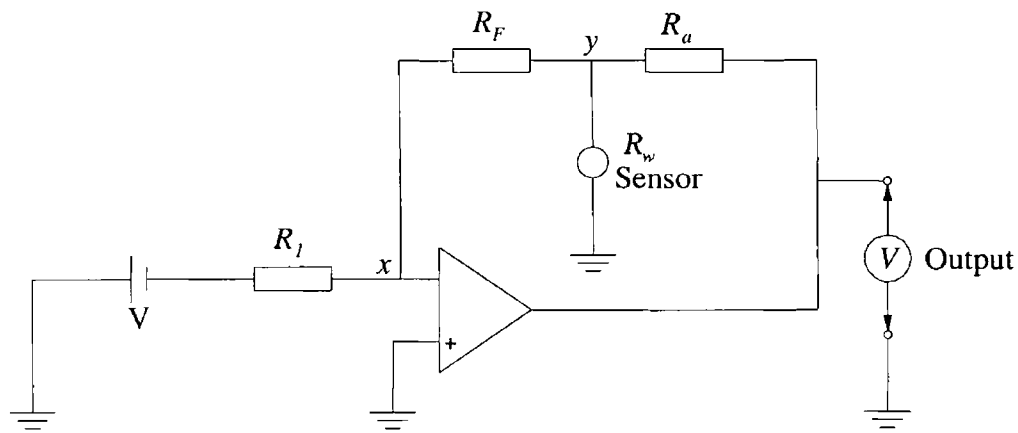 R_F
y
R_a
R_w
Sensor
R_1
x
V
+
V
Output